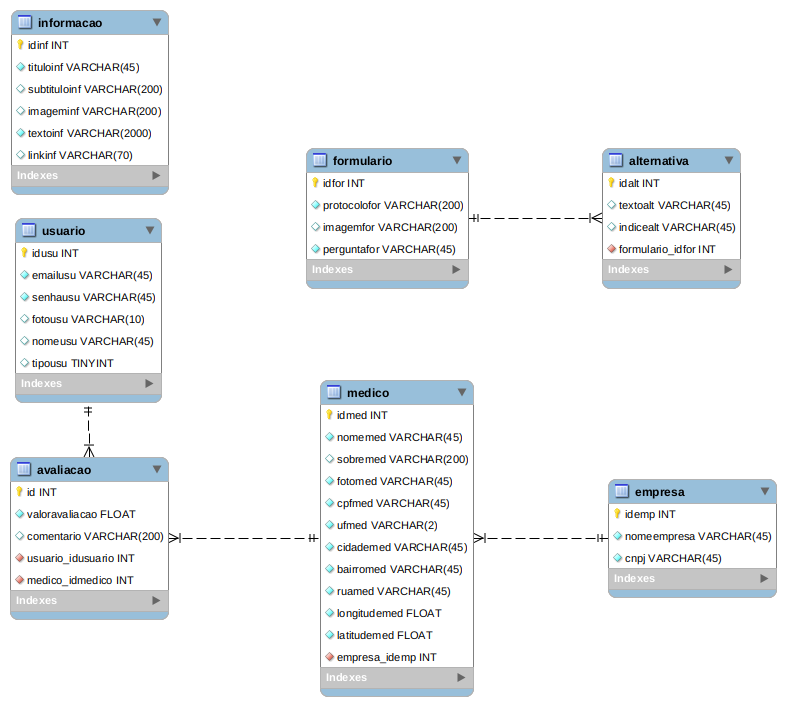 informacao
idinf INT
tituloinf VARCHAR(45)
subtituloinf VARCHAR(200)
imageminf VARCHAR(200)
textoinf VARCHAR(2000)
linkinf VARCHAR(70)
Indexes
usuario
idusu INT
emailusu VARCHAR(45)
senhausu VARCHAR(45)
fotousu VARCHAR(10)
nomeusu VARCHAR(45)
tipousu TINYINT
Indexes
avaliacao
id INT
valoravaliacao FLOAT
comentario VARCHAR(200)
usuario_idusuario INT
medico_idmedico INT
Indexes
formulario
idfor INT
protocolofor VARCHAR(200)
imagemfor VARCHAR(200)
perguntafor VARCHAR(45)
Indexes
alternativa
idalt INT
textoalt VARCHAR(45)
indicealt VARCHAR(45)
formulario_idfor INT
Indexes
medico
idmed INT
nomemed VARCHAR(45)
sobremed VARCHAR(200)
fotomed VARCHAR(45)
cpfmed VARCHAR(45)
ufmed VARCHAR(2)
cidademed VARCHAR(45)
bairromed VARCHAR(45)
ruamed VARCHAR(45)
longitudemed FLOAT
latitudemed FLOAT
empresa_idemp INT
Indexes
empresa
idemp INT
nomeempresa VARCHAR(45)
cnpj VARCHAR(45)
Indexes